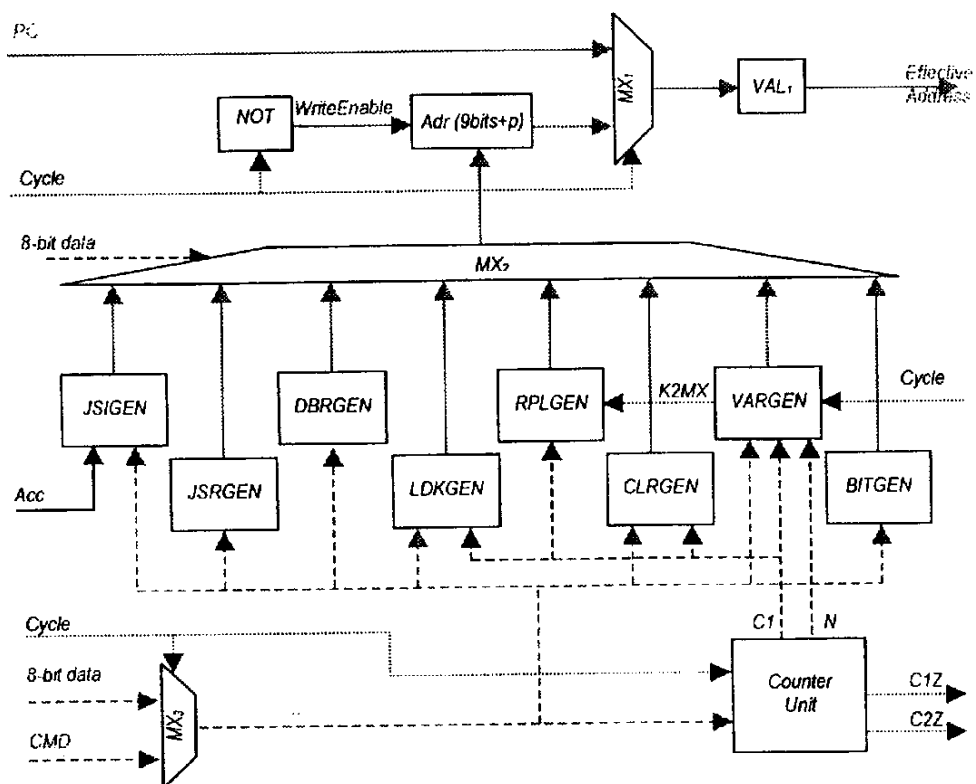 PC
MX₁
VAL₁
Effective
Address
NOT
WriteEnable
Adr (9bits+p)
Cycle
8-bit data
MX₂
JSIGEN
DBRGEN
RPLGEN
K2MX
VARGEN
Cycle
JSRGEN
LDKGEN
CLRGEN
BITGEN
Acc
Cycle
C1
N
8-bit data
MX₃
CMD
Counter
Unit
C1Z
C2Z